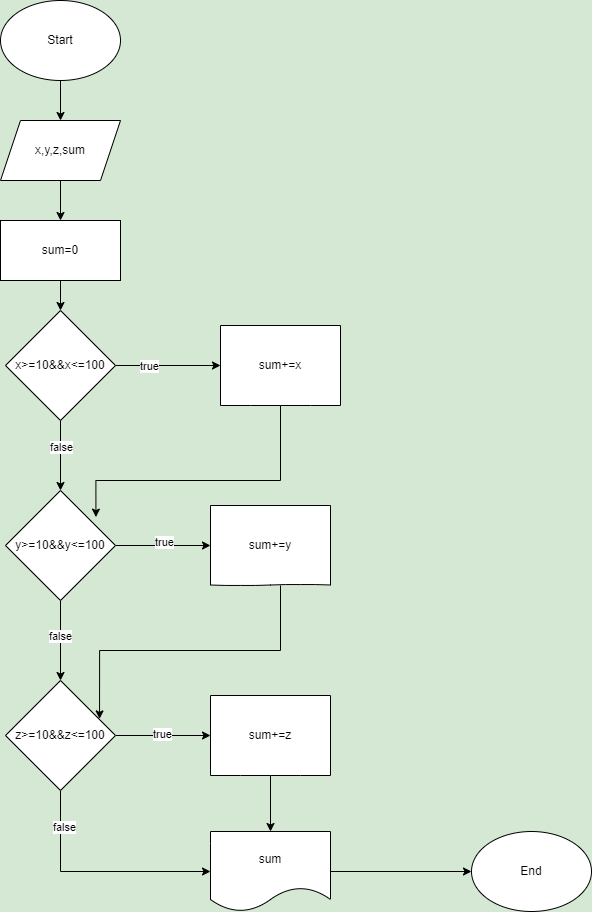 Start
x,y,z,sum
sum=0
x>=10&&x<=100
true
sum+=x
false
y>=10&&y<=100
true
sum+=y
false
z>=10&&z<=100
true
sum+=z
false
sum
End